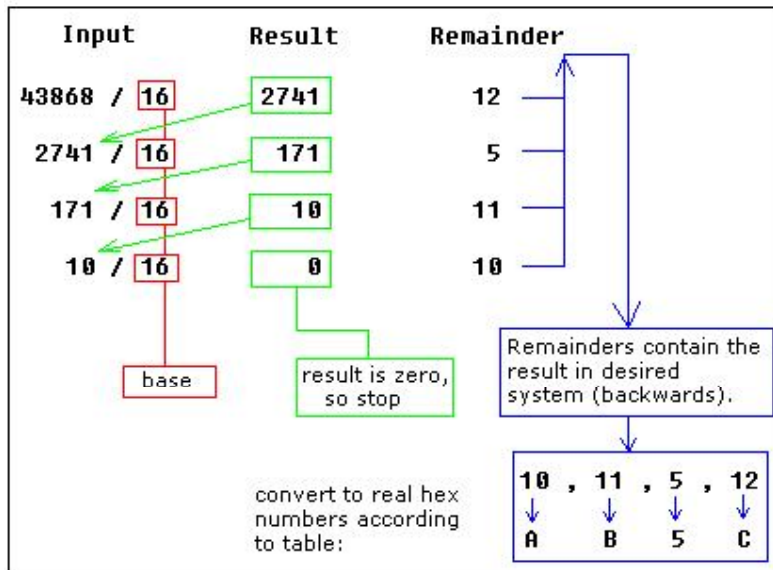 Input Result Remainder
43868 / 16 2741 12
2741 / 16 171 5
171 / 16 10 11
10 / 16 0 10
base
result is zero,
so stop
Remainders contain the
result in desired
system (backwards).
convert to real hex
numbers according
to table:
10 , 11 , 5 , 12
A B 5 C